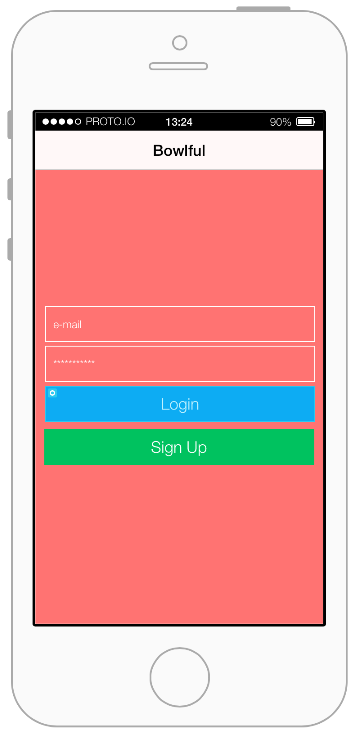 PROTO.IO 13:24 90%
Bowlful
e-mail
***********
Login
Sign Up